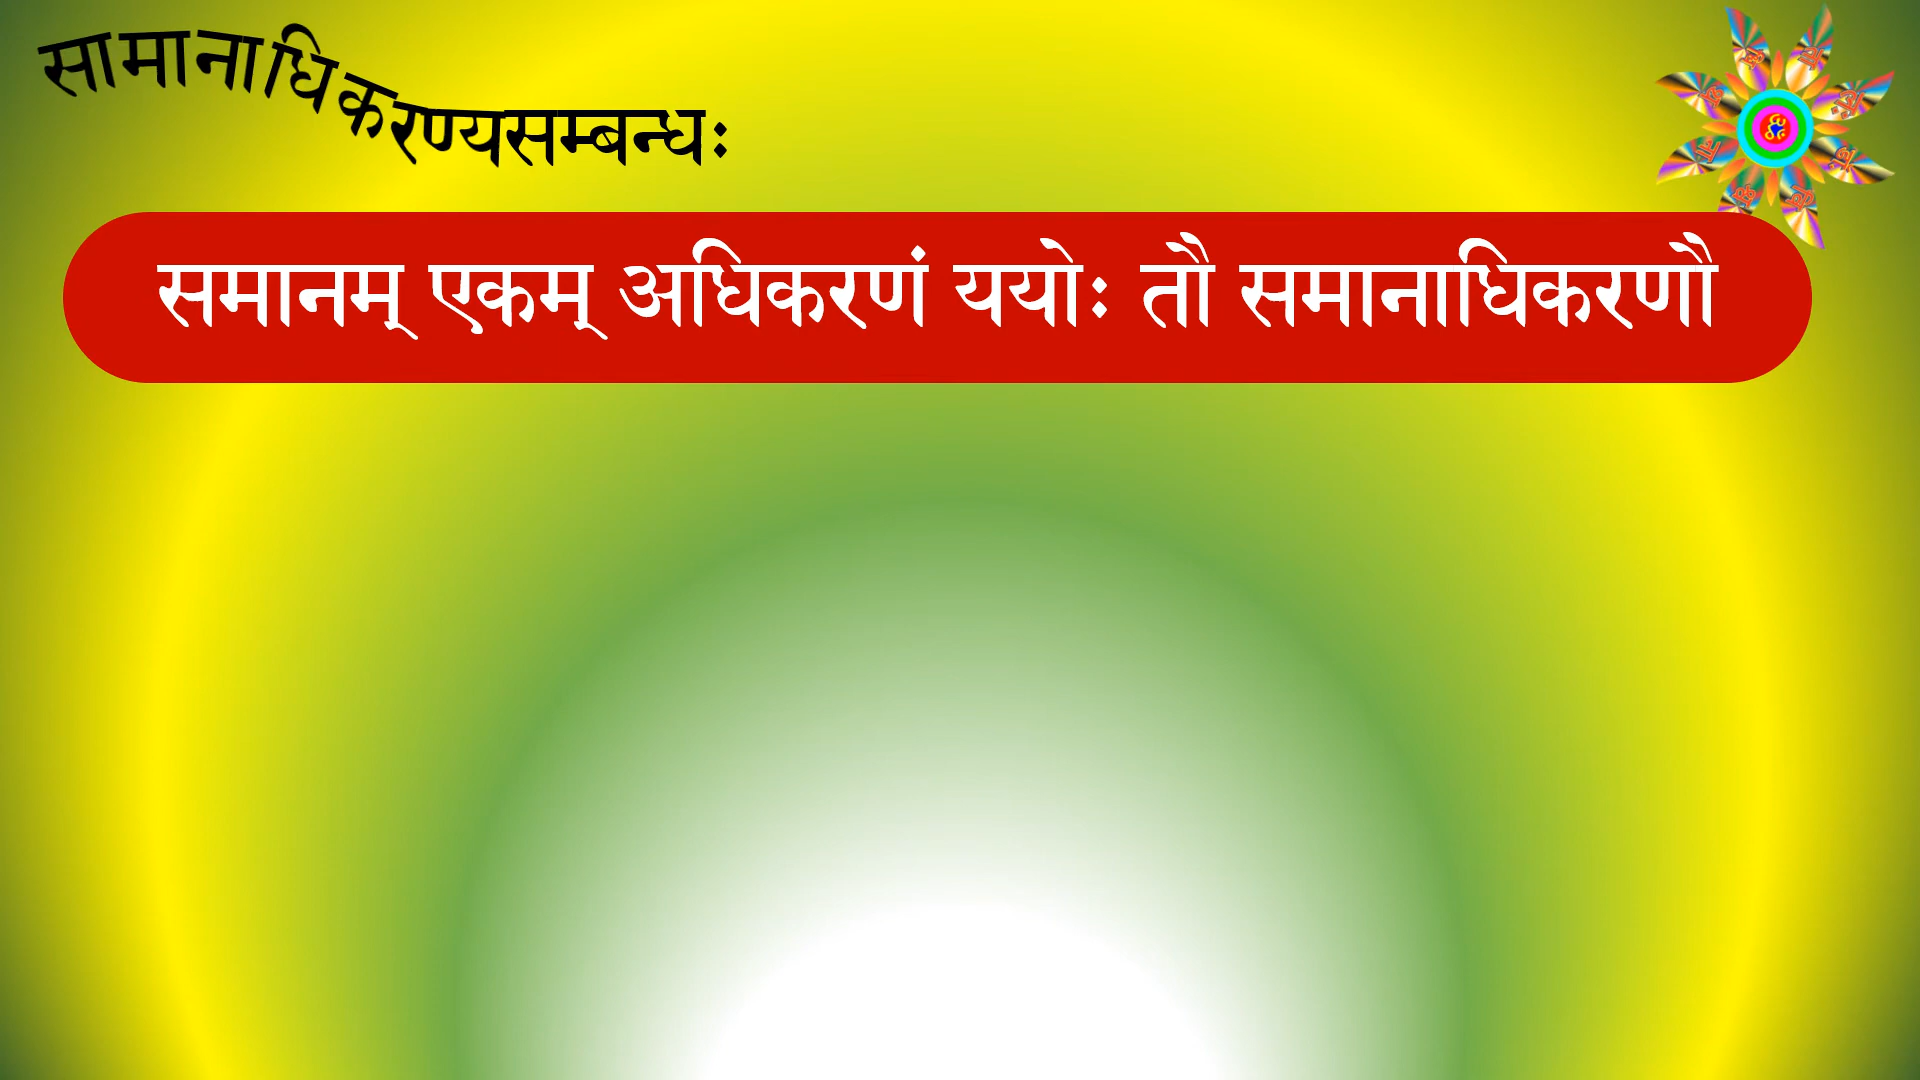 सामानाधिकरण्यसम्बन्धः
समानम् एकम् अधिकरणं ययोः तौ समानाधिकरणौ